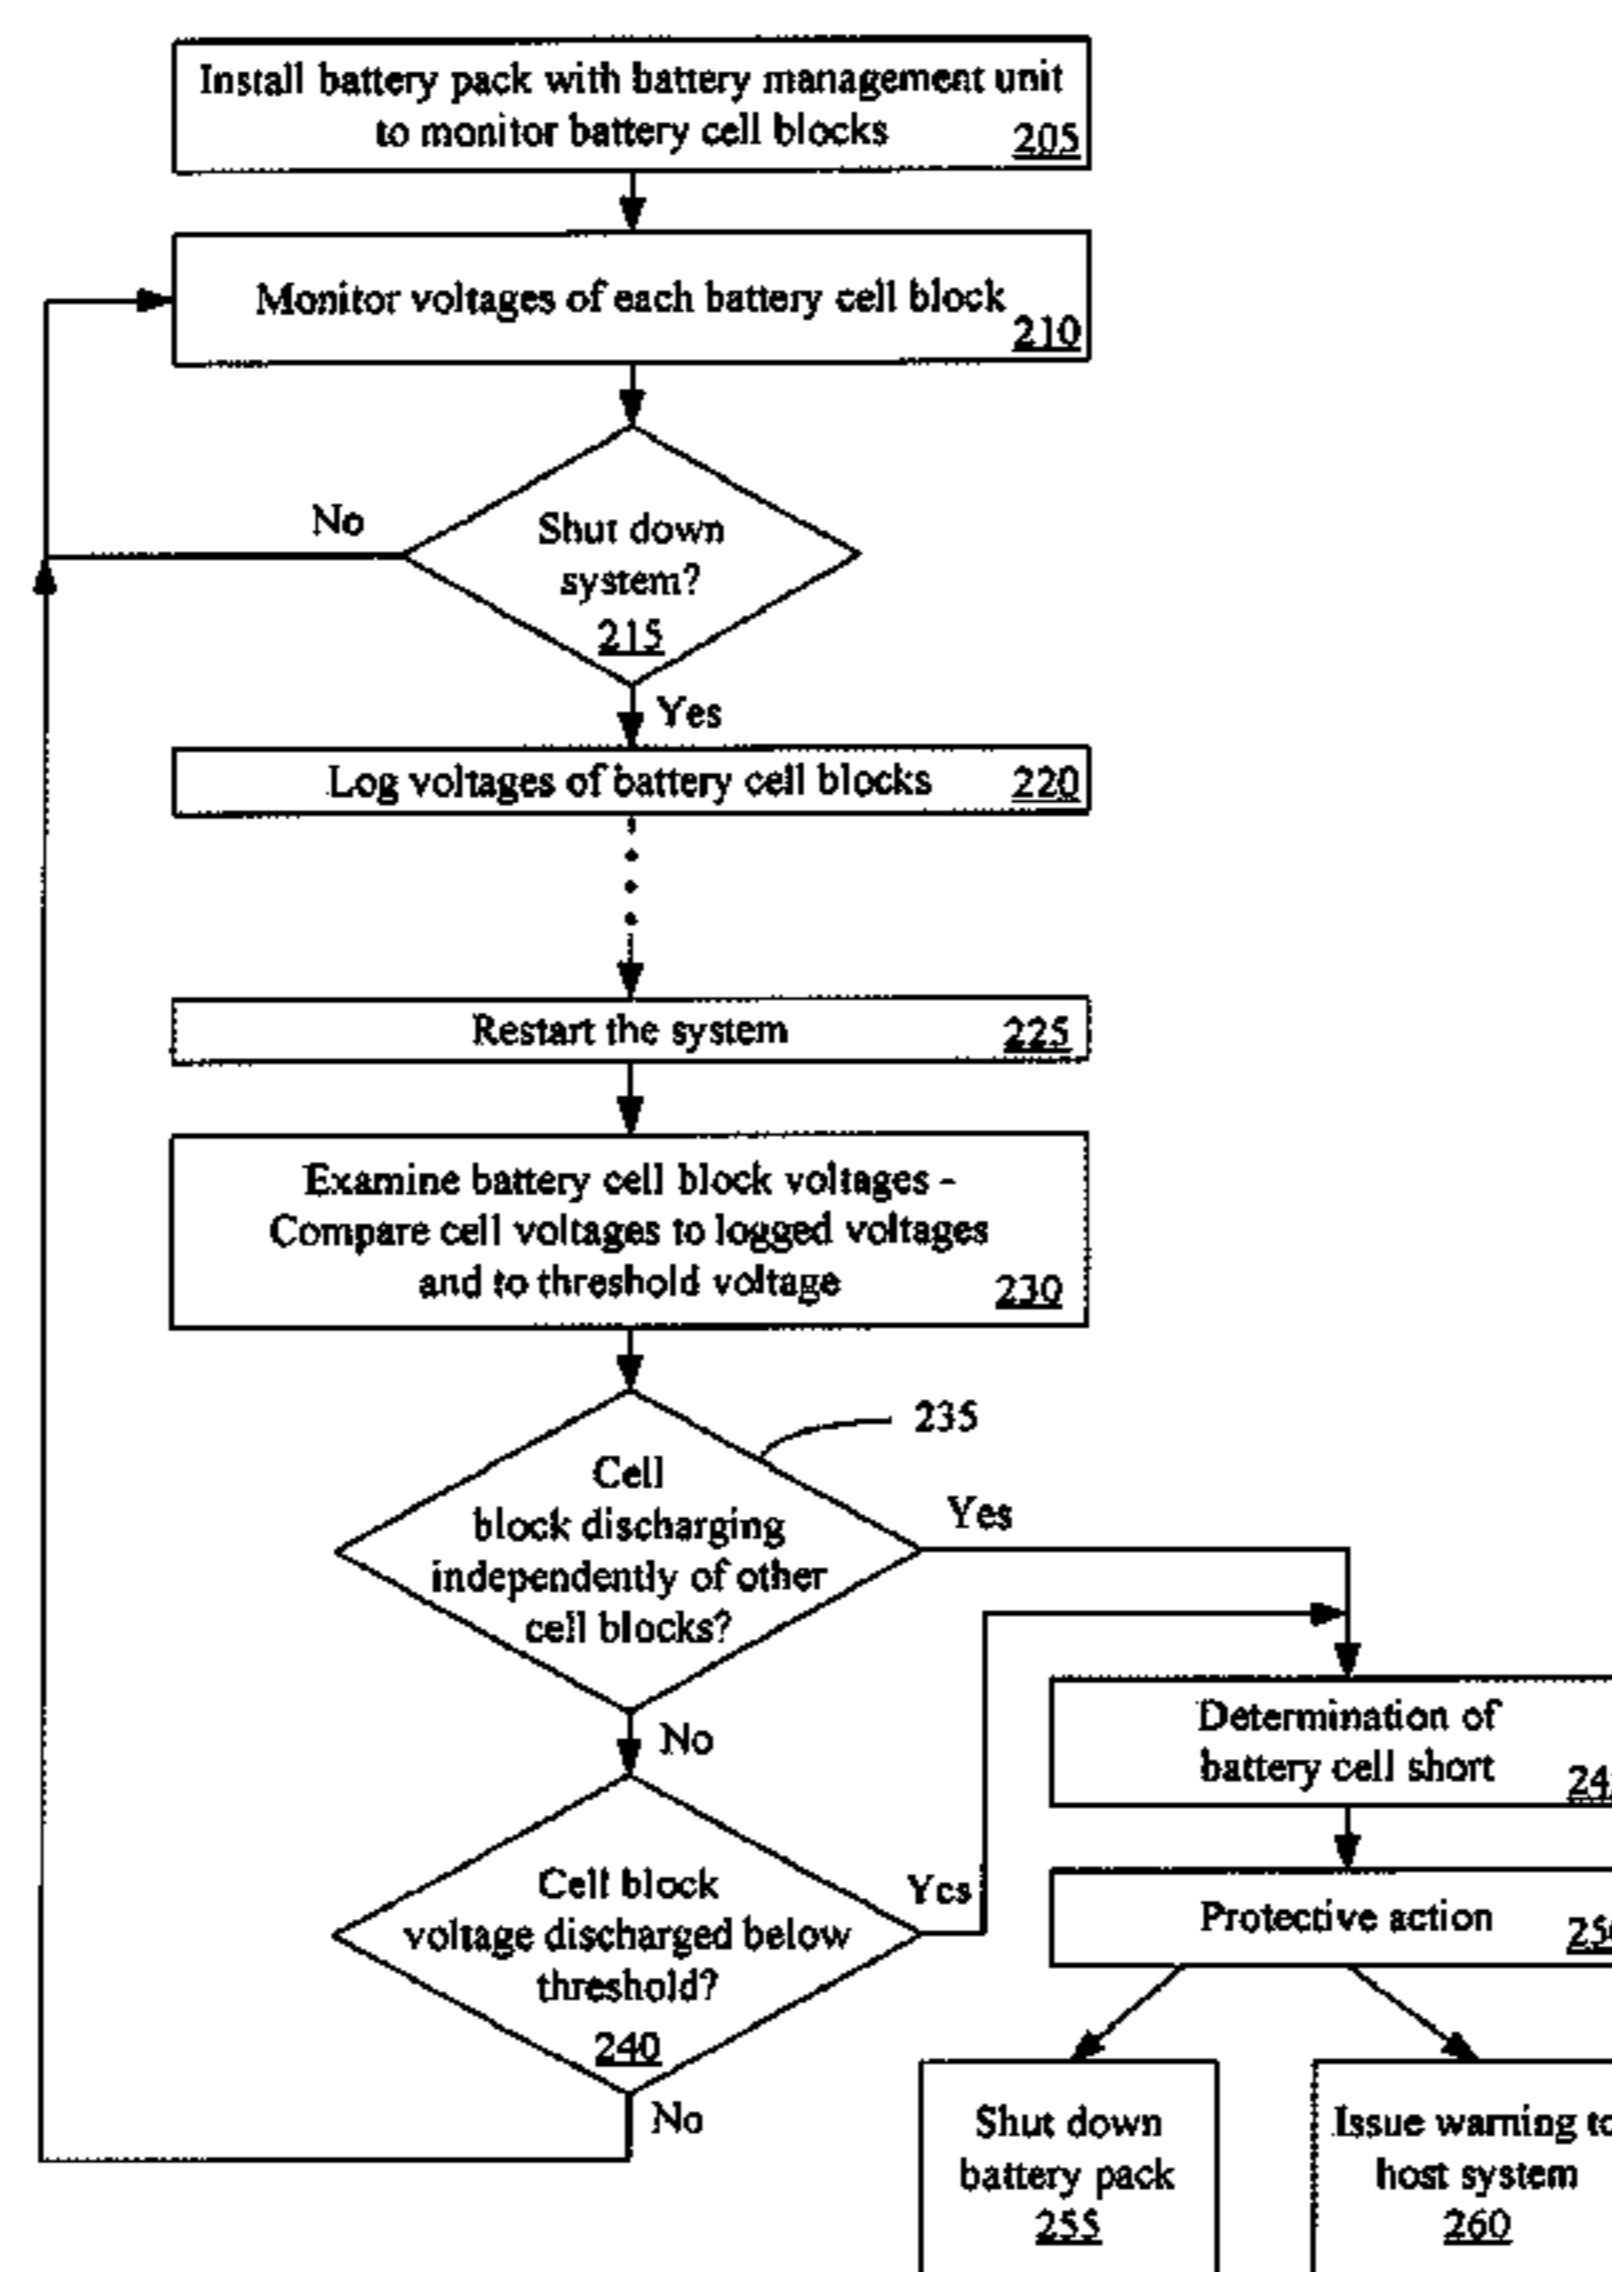 Install battery pack with battery management unit
to monitor battery cell blocks 205
Monitor voltages of each battery cell block
210
No
Shut down
system?
215
Yes
Log voltages of battery cell blocks 220
Restart the system 225
Examine battery cell block voltages -
Compare cell voltages to logged voltages
and to threshold voltage 230
235
Cell
block discharging
independently of other
cell blocks?
Yes
No
Determination of
battery cell short
Cell block
voltage discharged below
threshold?
240
Yes
No
Protective action
Shut down
battery pack
255
Issue warning to
host system
260